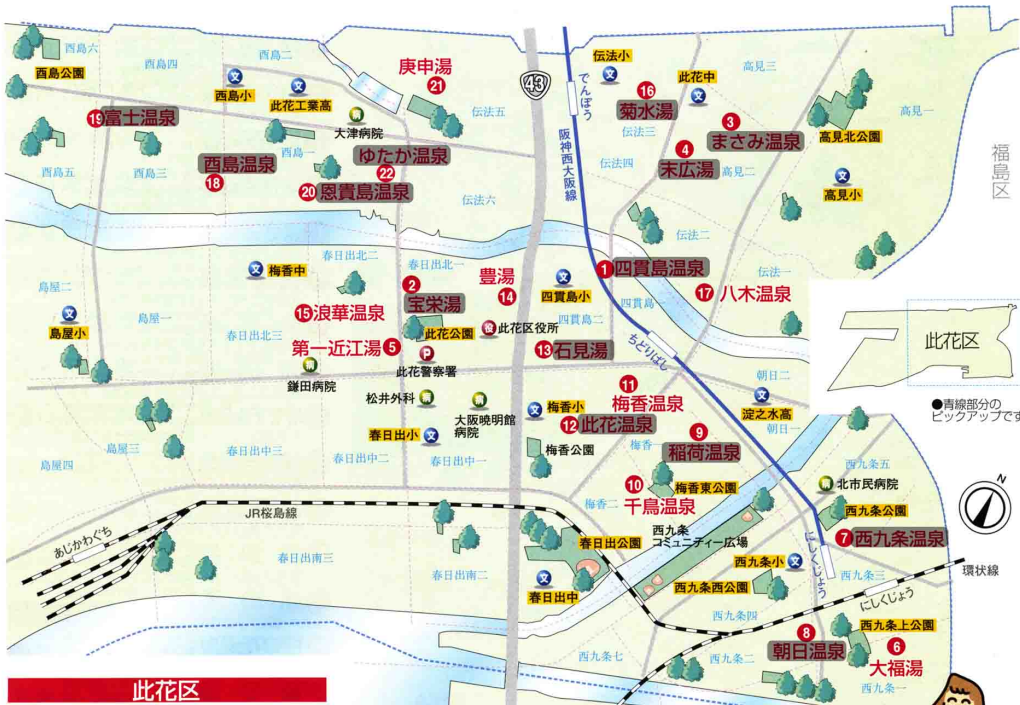 酉島六
酉島四
酉島二
酉島公園
酉島小
此花工業高
大津病院
庚申湯
21
伝法五
43
伝法小
でんぽう
阪神西大阪線
16
菊水湯
此花中
伝法三
高見三
高見一
3
まさみ温泉
高見北公園
4
末広湯
高見二
伝法四
高見小
福島区
19
富士温泉
酉島五
酉島三
酉島一
酉島温泉
18
ゆたか温泉
22
20
恩貴島温泉
伝法六
伝法二
伝法一
春日出北二
春日出北一
梅香中
島屋二
島屋小
島屋一
春日出北三
2
宝栄湯
豊湯
14
四貫島小
1
四貫島温泉
四貫島一
四貫島二
17
八木温泉
15
浪華温泉
此花公園
役
此花区役所
第一近江湯
5
此花警察署
13
石見湯
ちどりばし
此花区
●青線部分の
ピックアップです
鎌田病院
松井外科
大阪暁明館
病院
11
梅香温泉
朝日二
淀之水高
朝日一
梅香小
12
此花温泉
梅香公園
梅香一
9
稲荷温泉
春日出小
島屋三
島屋四
春日出中三
春日出中二
春日出中一
西九条五
北市民病院
10
千鳥温泉
梅香東公園
梅香二
西九条公園
JR桜島線
あじかわぐち
西九条
コミュニティー広場
7
西九条温泉
N
春日出公園
春日出南三
春日出南二
春日出中
西九条小
西九条西公園
にしくじょう
西九条三
環状線
にしくじょう
西九条四
8
朝日温泉
西九条上公園
6
大福湯
西九条七
西九条二
西九条一
此花区